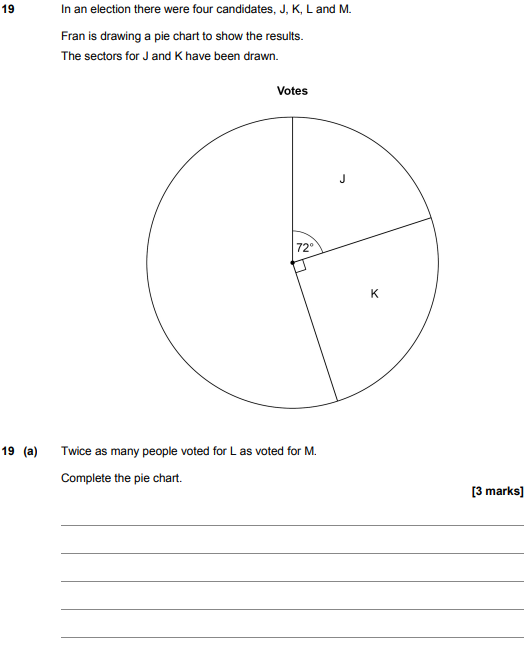 19 In an election there were four candidates, J, K, L and M.
Fran is drawing a pie chart to show the results.
The sectors for J and K have been drawn.
Votes
J
72°
K
19 (a) Twice as many people voted for L as voted for M.
Complete the pie chart.
[3 marks]